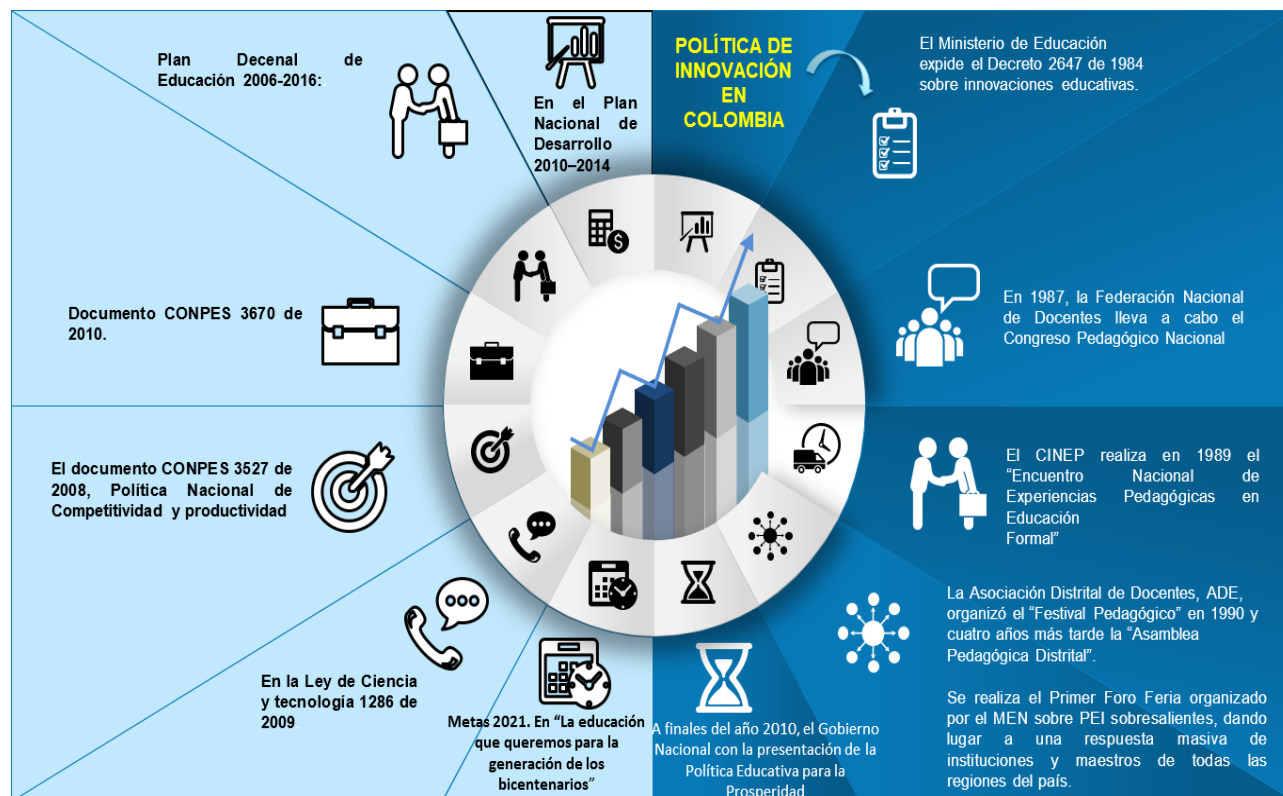 POLÍTICA DE
INNOVACIÓN
EN
COLOMBIA
El Ministerio de Educación
expide el Decreto 2647 de 1984
sobre innovaciones educativas.
En 1987, la Federación Nacional
de Docentes lleva a cabo el
Congreso Pedagógico Nacional
El CINEP realiza en 1989 el
“Encuentro Nacional de
Experiencias Pedagógicas en
Educación
Formal”
La Asociación Distrital de Docentes, ADE,
organizó el “Festival Pedagógico” en 1990 y
cuatro años más tarde la “Asamblea
Pedagógica Distrital”.
Se realiza el Primer Foro Feria organizado
por el MEN sobre PEI sobresalientes, dando
lugar a una respuesta masiva de
instituciones y maestros de todas las
regiones del país.
A finales del año 2010, el Gobierno
Nacional con la presentación de la
Política Educativa para la
Prosperidad
Metas 2021. En “La educación
que queremos para la
generación de los
bicentenarios”
En la Ley de Ciencia
y tecnología 1286 de
2009
El documento CONPES 3527 de
2008, Política Nacional de
Competitividad y productividad
Documento CONPES 3670 de
2010.
Plan Decenal de
Educación 2006-2016:
En el Plan
Nacional de
Desarrollo
2010–2014
$